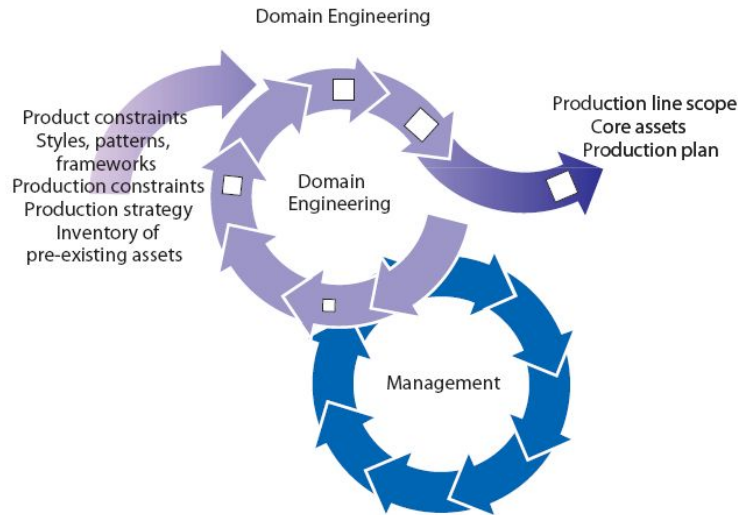 Domain Engineering
Product constraints
Styles, patterns,
frameworks
Production constraints
Production strategy
Inventory of
pre-existing assets
Domain
Engineering
Production line scope
Core assets
Production plan
Management